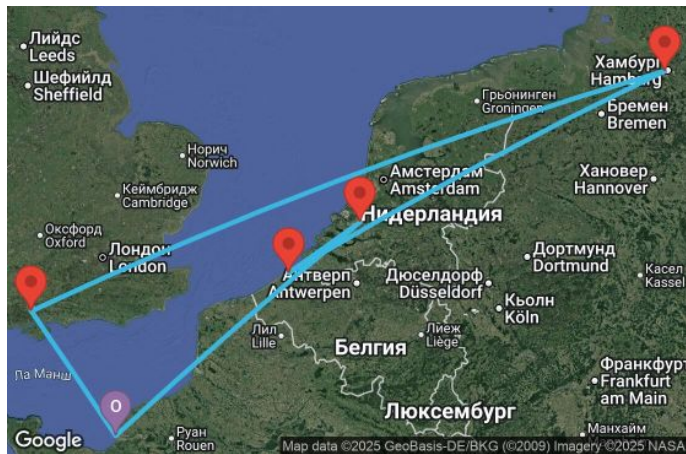 Лийдс
Leeds
Шефийлд
Sheffield
Норич
Norwich
Кеймбридж
Cambridge
Оксфорд
Oxford
Лондон
London
Ла Манш
O
Руан
Rouen
Лил
Lille
Антверп
Antwerpen
Белгия
Лиеж
Liège
Люксембург
Амстердам
Amsterdam
Нидерландия
Грьонинген
Groningen
Хамбург
Hamburg
Бремен
Bremen
Хановер
Hannover
Дортмунд
Dortmund
Дюселдорф
Düsseldorf
Кьолн
Köln
Касел
Kassel
Франкфурт
Frankfurt
am Main
Манхайм
Google
Map data ©2025 GeoBasis-DE/BKG (©2009) Imagery ©2025 NASA